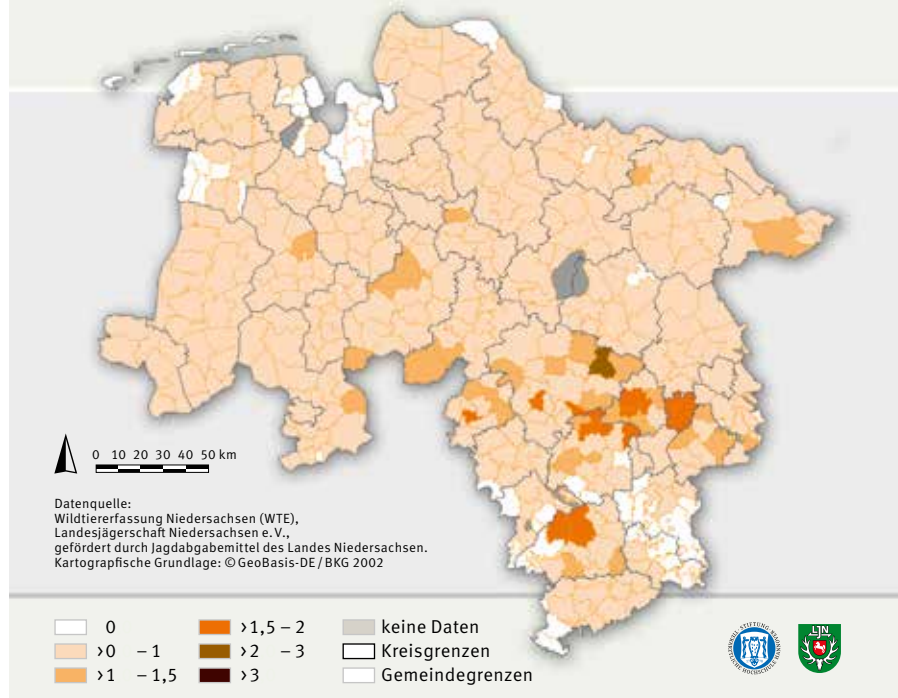 0 10 20 30 40 50 km
Datenquelle:
Wildtiererfassung Niedersachsen (WTE),
Landesjägerschaft Niedersachsen e. V.,
gefördert durch Jagdabgabemittel des Landes Niedersachsen.
Kartograpfische Grundlage: © GeoBasis-DE / BKG 2002
0
>0 – 1
>1 – 1,5
>1,5 – 2
>2 – 3
>3
keine Daten
Kreisgrenzen
Gemeindegrenzen
LJN